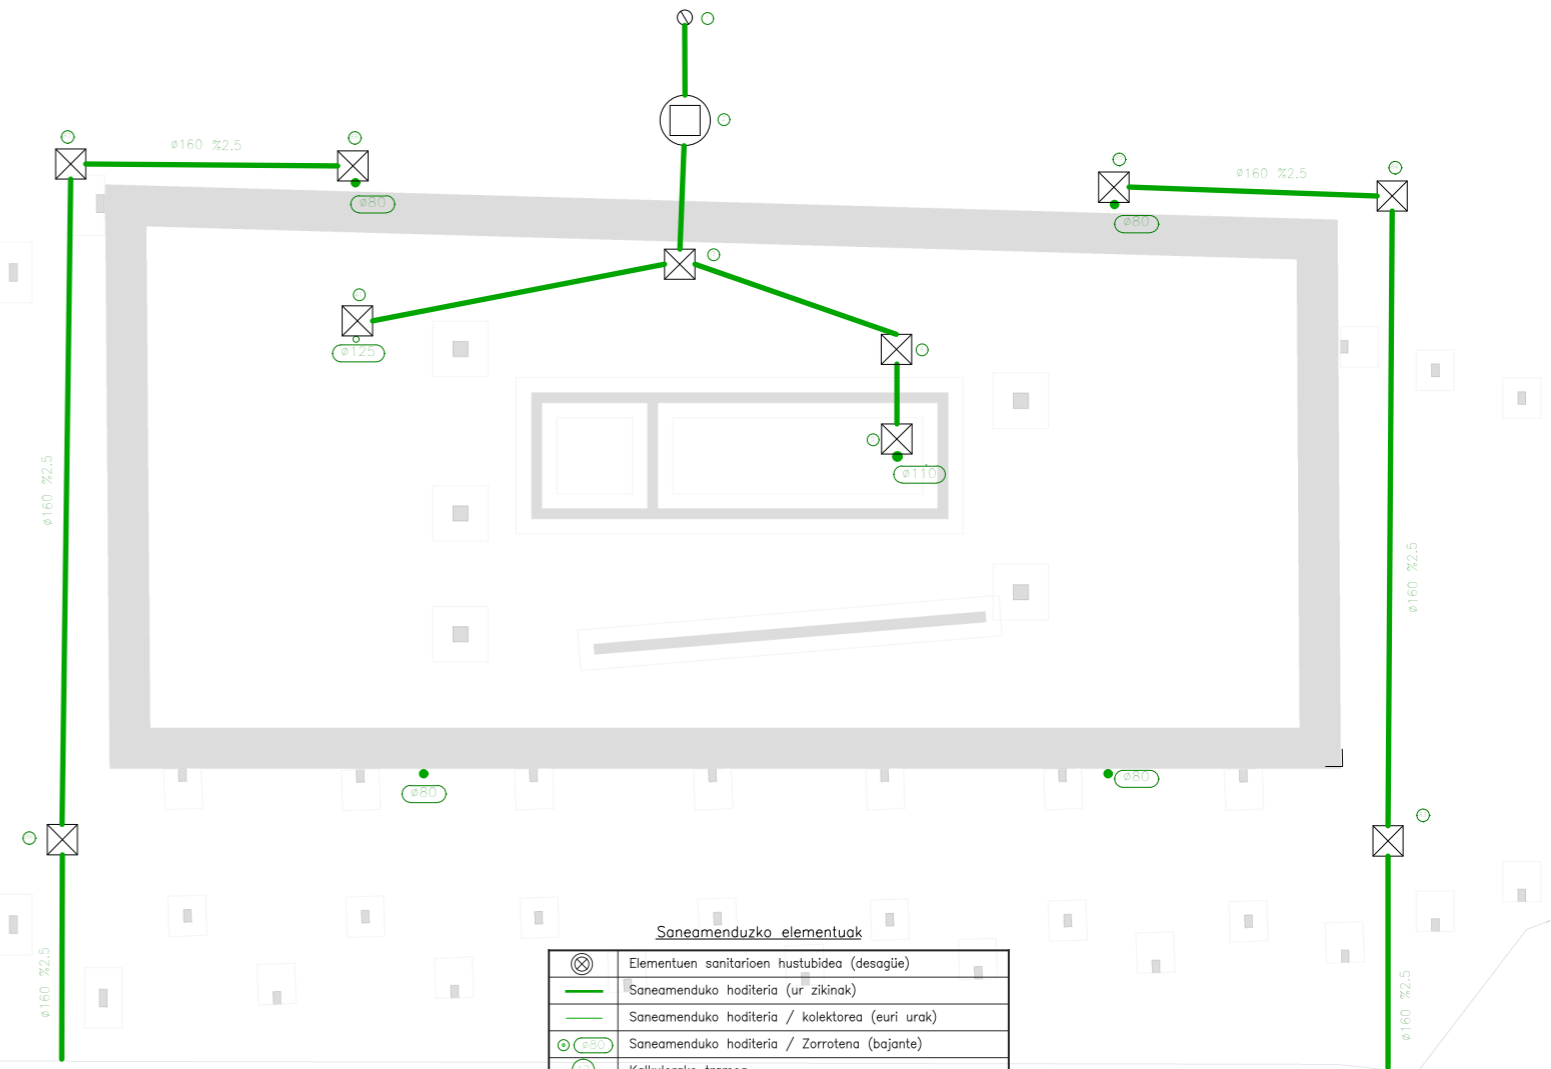 ø160 %2.5
ø160 %2.5
ø80
ø80
ø125
ø160 %2.5
ø110
ø160 %2.5
ø80
ø80
Saneamenduzko elementuak
Elementuen sanitarioen hustubidea (desagüe)
Saneamenduko hoditeria (ur zikinak)
ø160 %2.5
ø160 %2.5
Saneamenduko hoditeria / kolektorea (euri urak)
ø80 Saneamenduko hoditeria / Zorrotena (bajante)